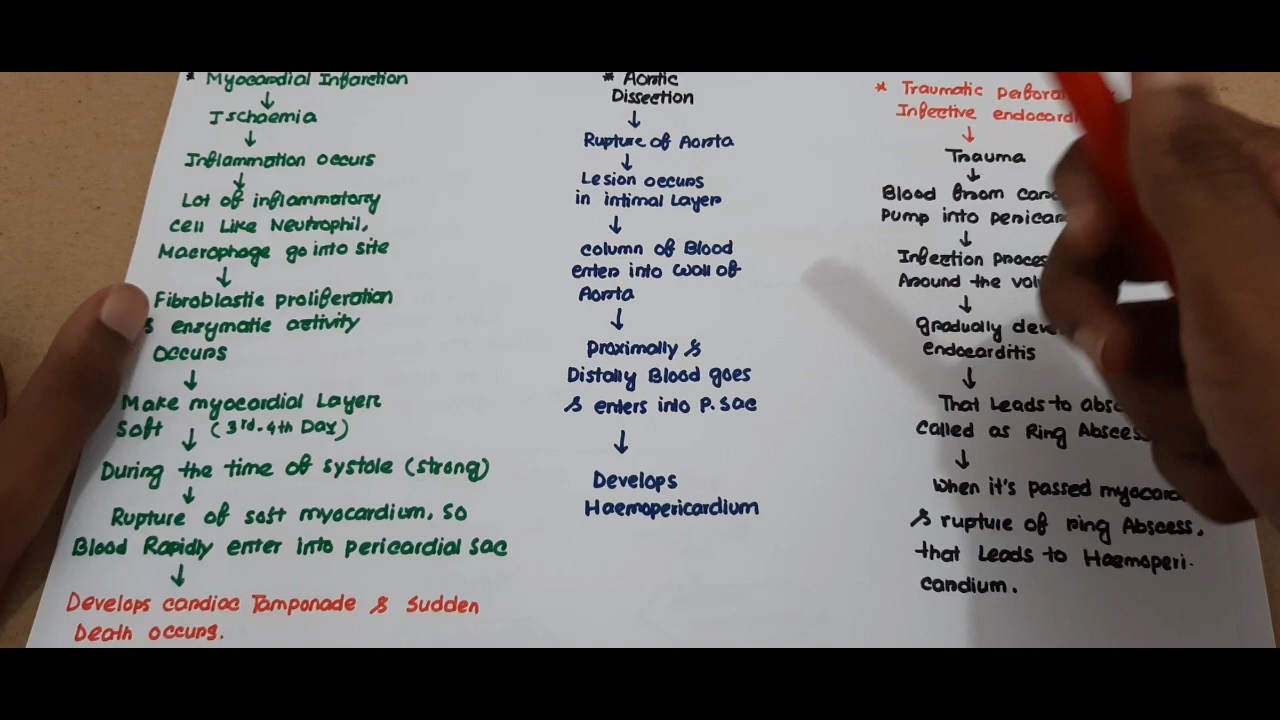 * Myocardial Infarction
↓
Ischaemia
↓
Inflammation occurs
↓
Lot of inflammatory
cell Like Neutrophil,
Macrophage go into site
↓
Fibroblastic proliferation
& enzymatic activity
occurs
↓
Make myocardial Layer
Soft ↓ (3rd-4th Day)
During the time of systole (strong)
↓
Rupture of soft myocardium, so
Blood Rapidly enter into pericardial sac
↓
Develops cardiac Tamponade & Sudden
Death occurs.
* Aortic
Dissection
↓
Rupture of Aorta
↓
Lesion occurs
in intimal Layer
↓
column of Blood
enters into wall of
Aorta
↓
Proximally &
Distally Blood goes
& enters into P. Sac
↓
Develops
Haemopericardium
* Traumatic
Infective
↓
Trauma
↓
Blood from
pump into
↓
Infection
Around the
↓
gradually
endocarditis
↓
That Leads to
called as Ring
↓
when it's passed
& rupture of ring Abscess,
that Leads to Haemoperi-
cardium.